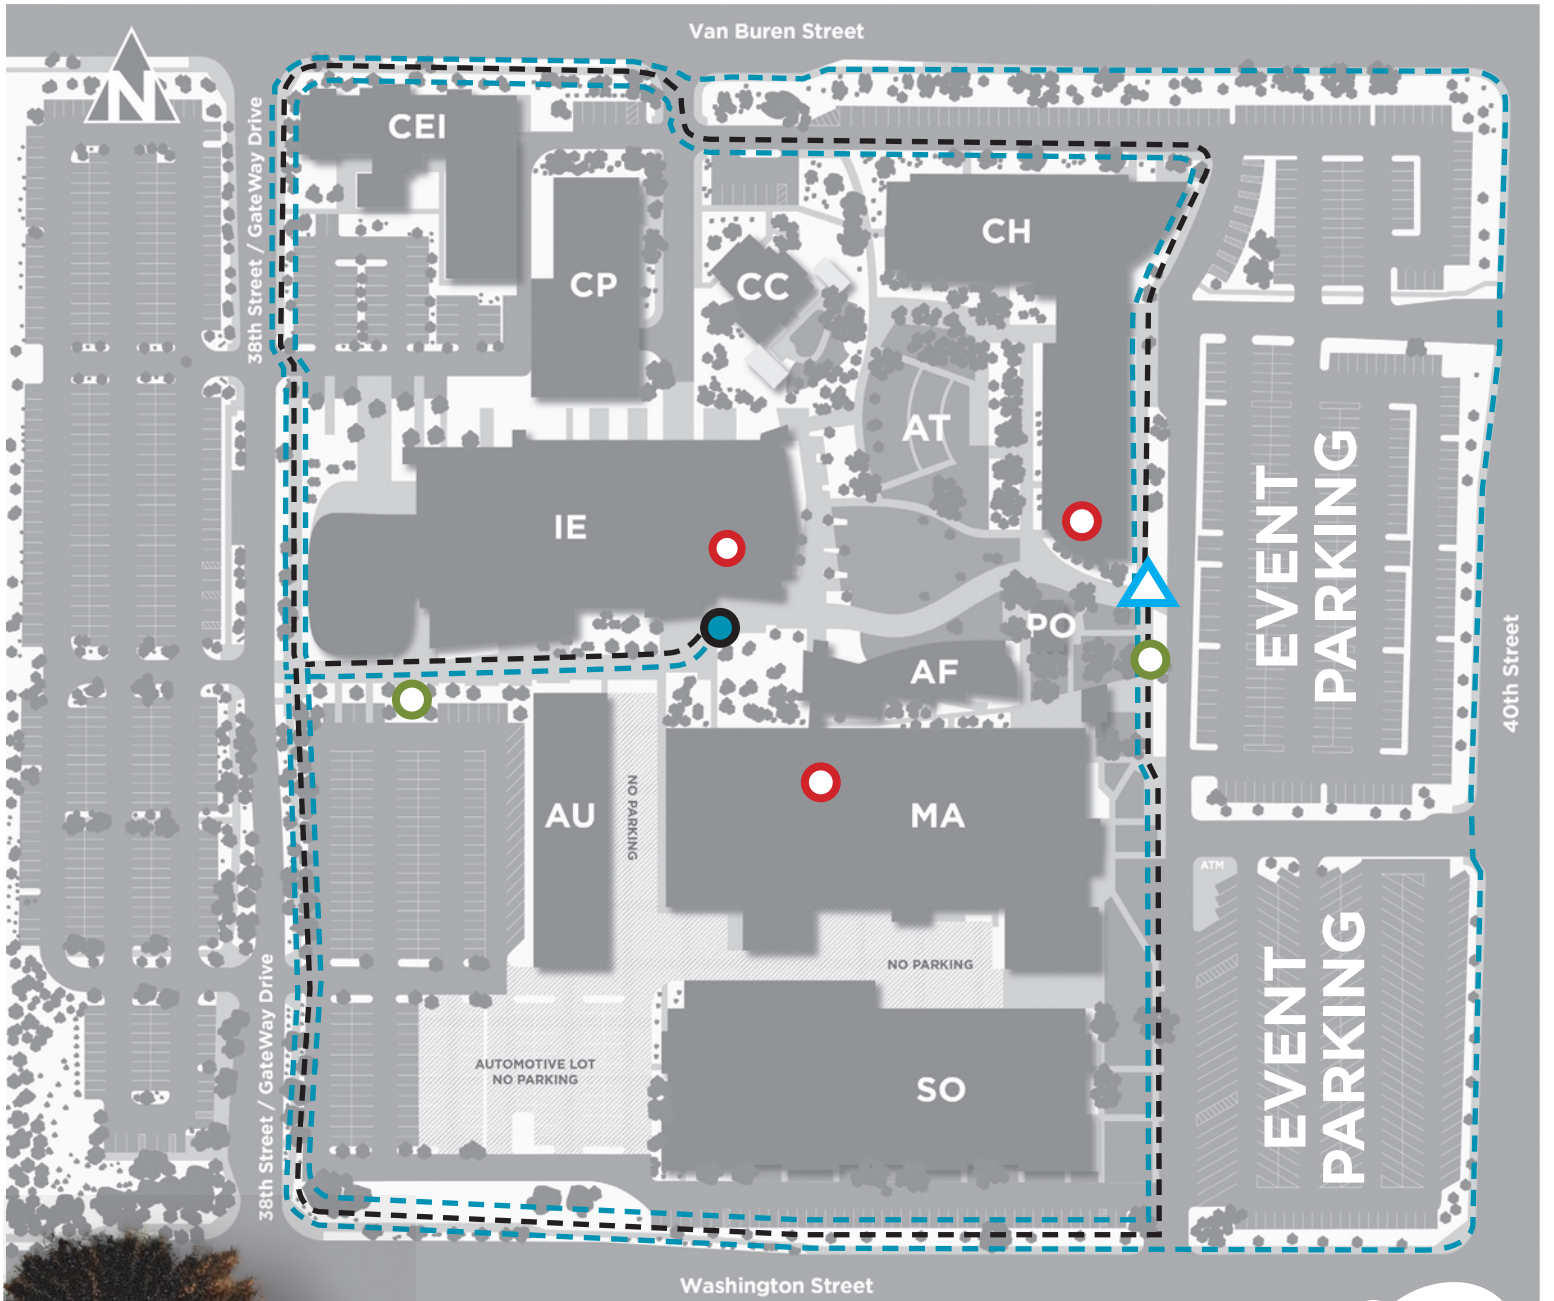 Van Buren Street
N
CEI
38th Street / GateWay Drive
CH
CP
CC
AT
EVENT
PARKING
IE
PO
AF
40th Street
NO PARKING
AU
MA
ATM
EVENT
PARKING
NO PARKING
38th Street / GateWay Drive
AUTOMOTIVE LOT
NO PARKING
SO
Washington Street